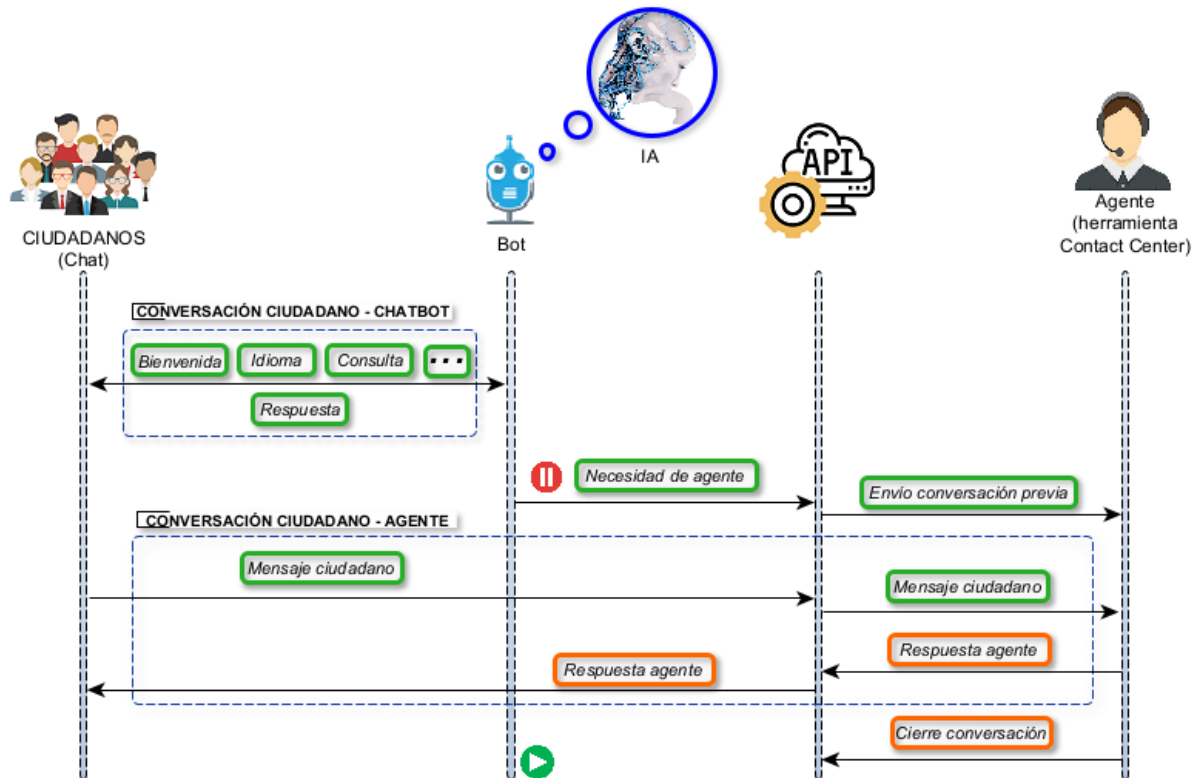 IA
API
CIUDADANOS
(Chat)
Bot
Agente
(herramienta
Contact Center)
CONVERSACIÓN CIUDADANO - CHATBOT
Bienvenida
Idioma
Consulta
...
Respuesta
Necesidad de agente
Envío conversación previa
CONVERSACIÓN CIUDADANO - AGENTE
Mensaje ciudadano
Mensaje ciudadano
Respuesta agente
Respuesta agente
Cierre conversación